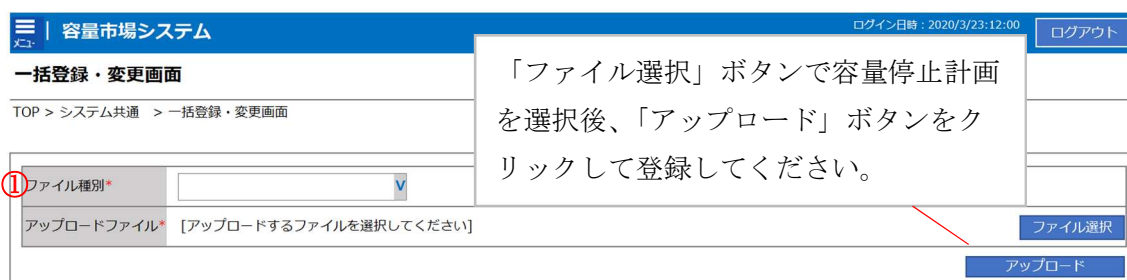 メニュー
容量市場システム
ログイン日時：2020/3/23:12:00
ログアウト
一括登録・変更画面
TOP > システム共通 > 一括登録・変更画面
「ファイル選択」ボタンで容量停止計画
を選択後、「アップロード」ボタンをク
リックして登録してください。
①
ファイル種別*
V
アップロードファイル*
[アップロードするファイルを選択してください]
ファイル選択
アップロード